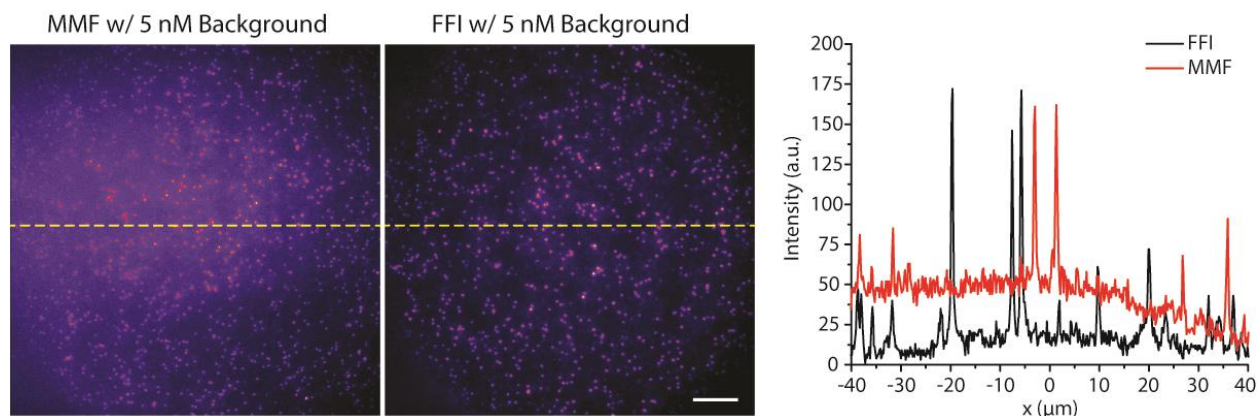 MMF w/ 5 nM Background
FFI w/ 5 nM Background
FFI
MMF
Intensity (a.u.)
200
175
150
125
100
75
50
25
0
-40 -30 -20 -10 0 10 20 30 40
x (μm)